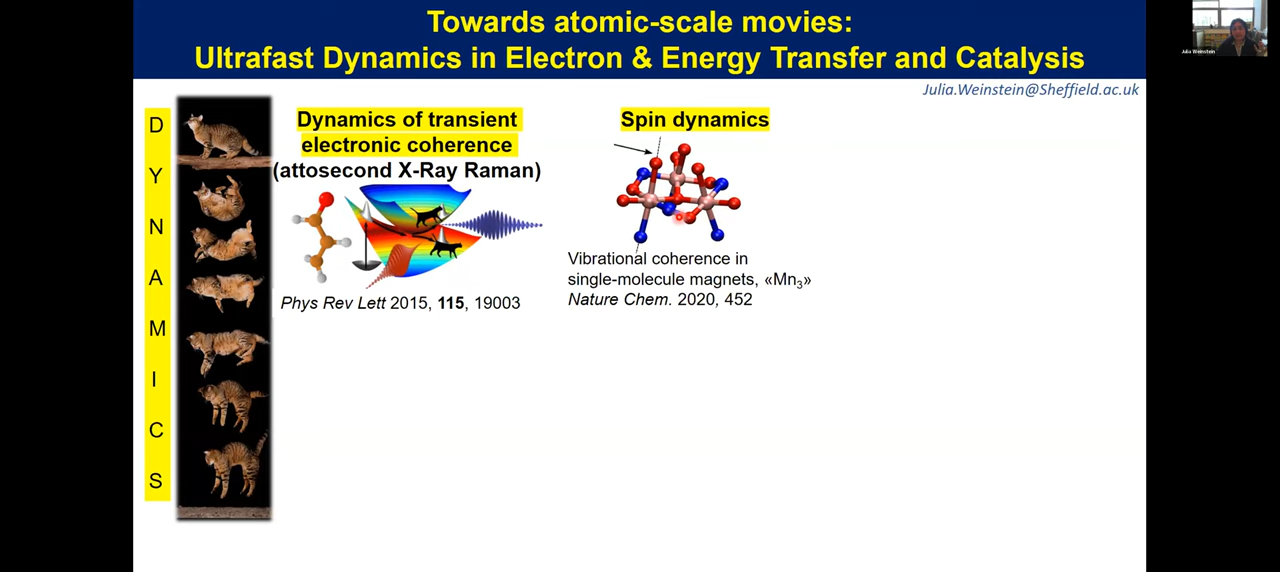 Towards atomic-scale movies:
Ultrafast Dynamics in Electron & Energy Transfer and Catalysis
Julia.Weinstein@Sheffield.ac.uk
Julia Weinstein
D
Y
N
A
M
I
C
S
Dynamics of transient
electronic coherence
(attosecond X-Ray Raman)
Phys Rev Lett 2015, 115, 19003
Spin dynamics
Vibrational coherence in
single-molecule magnets, «Mn₃»
Nature Chem. 2020, 452